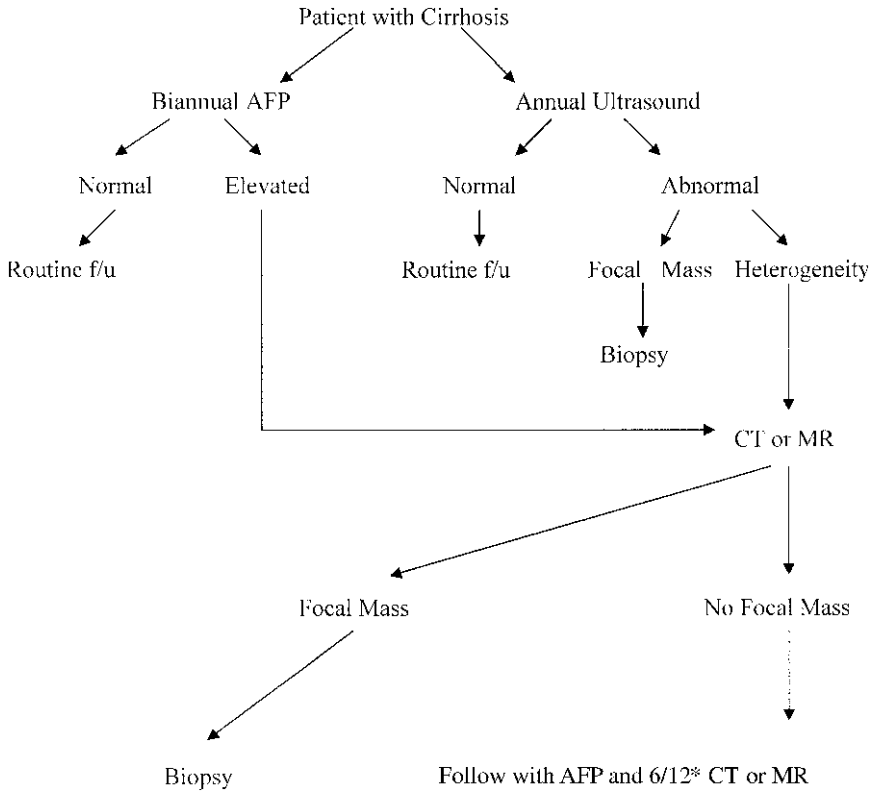 Patient with Cirrhosis
Biannual AFP Annual Ultrasound
Normal Elevated Normal Abnormal
Routine f/u Routine f/u Focal Mass Heterogeneity
Biopsy
CT or MR
Focal Mass No Focal Mass
Biopsy Follow with AFP and 6/12* CT or MR